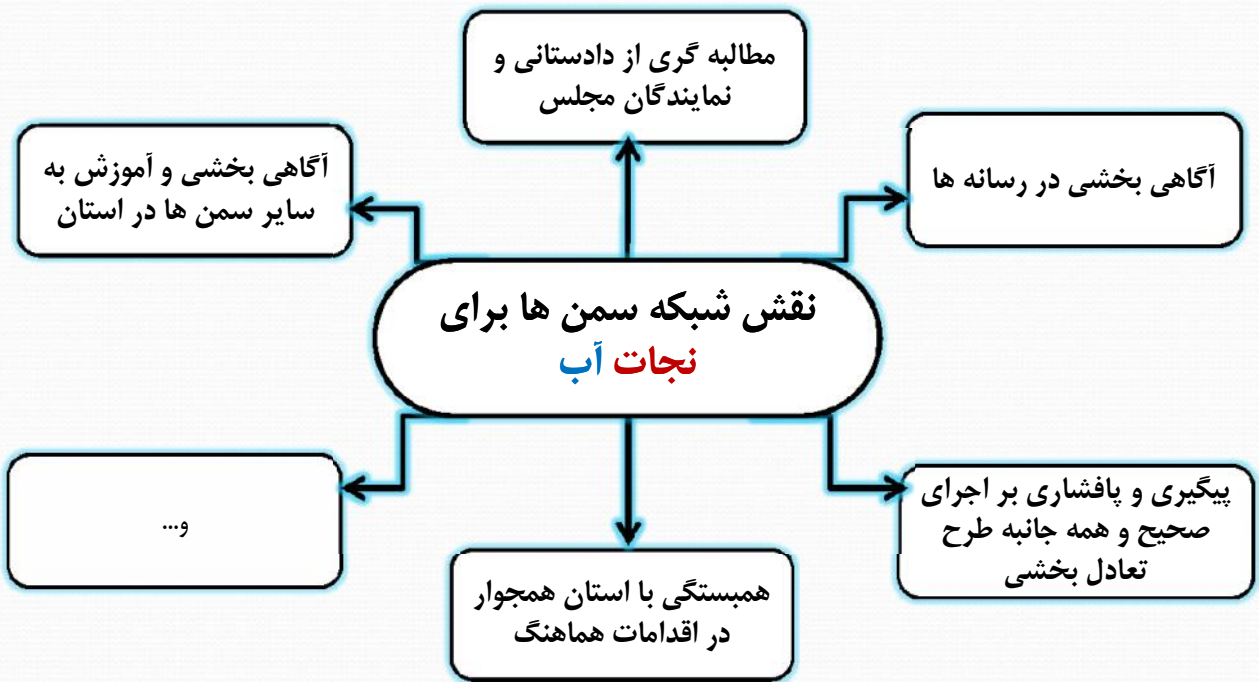 مطالبه گری از دادستانی و
نمایندگان مجلس
آگاهی بخشی در رسانه ها
آگاهی بخشی و آموزش به
سایر سمن ها در استان
نقش شبکه سمن ها برای
نجات آب
پیگیری و پافشاری بر اجرای
صحیح و همه جانبه طرح
تعادل بخشی
و...
همبستگی با استان همجوار
در اقدامات هماهنگ